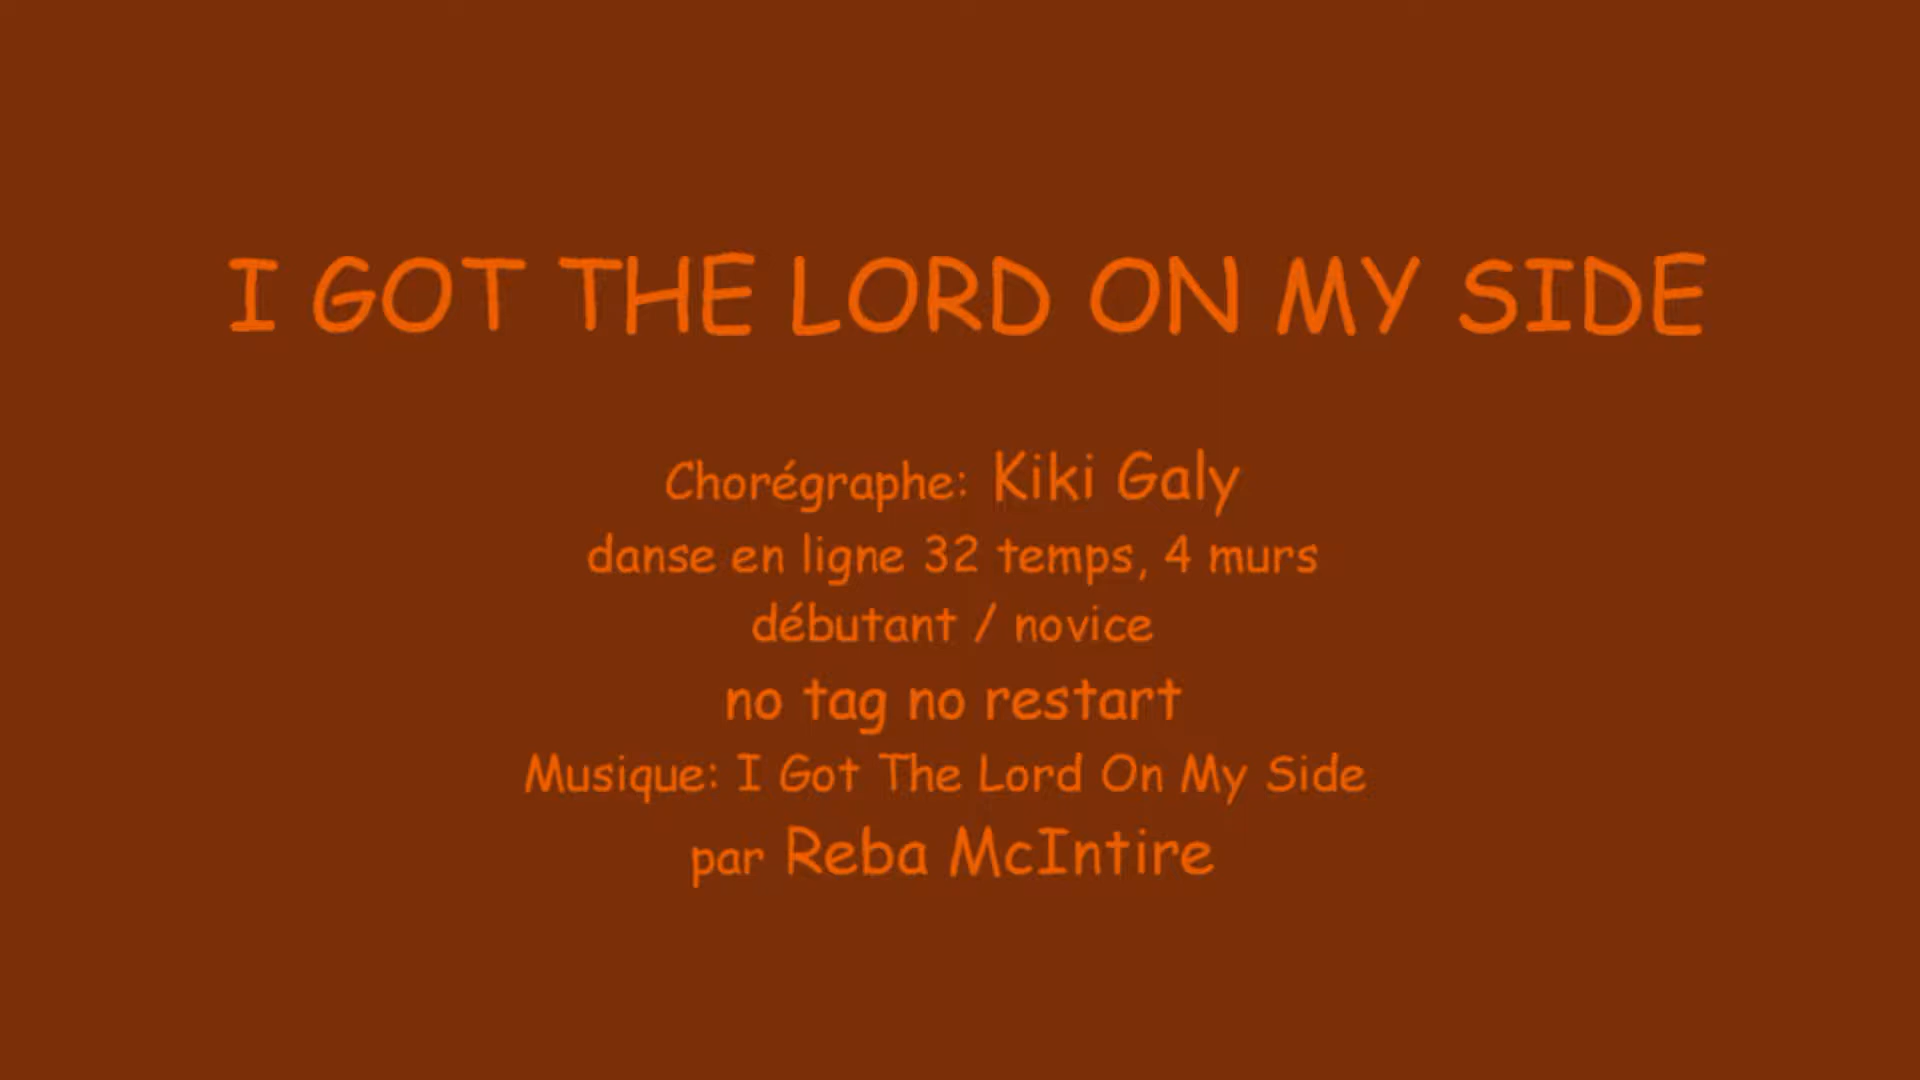 I GOT THE LORD ON MY SIDE
Chorégraphe: Kiki Galy
danse en ligne 32 temps, 4 murs
débutant / novice
no tag no restart
Musique: I Got The Lord On My Side
par Reba McIntire